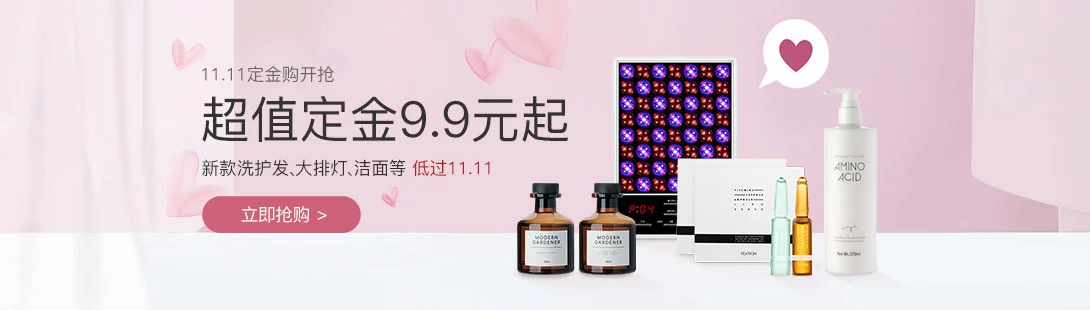 11.11定金购开抢
超值定金9.9元起
新款洗护发、大排灯、洁面等 低过11.11
立即抢购 >
P:04
MODERN
GARDENER
MODERN
GARDENER
AMINO
ACID